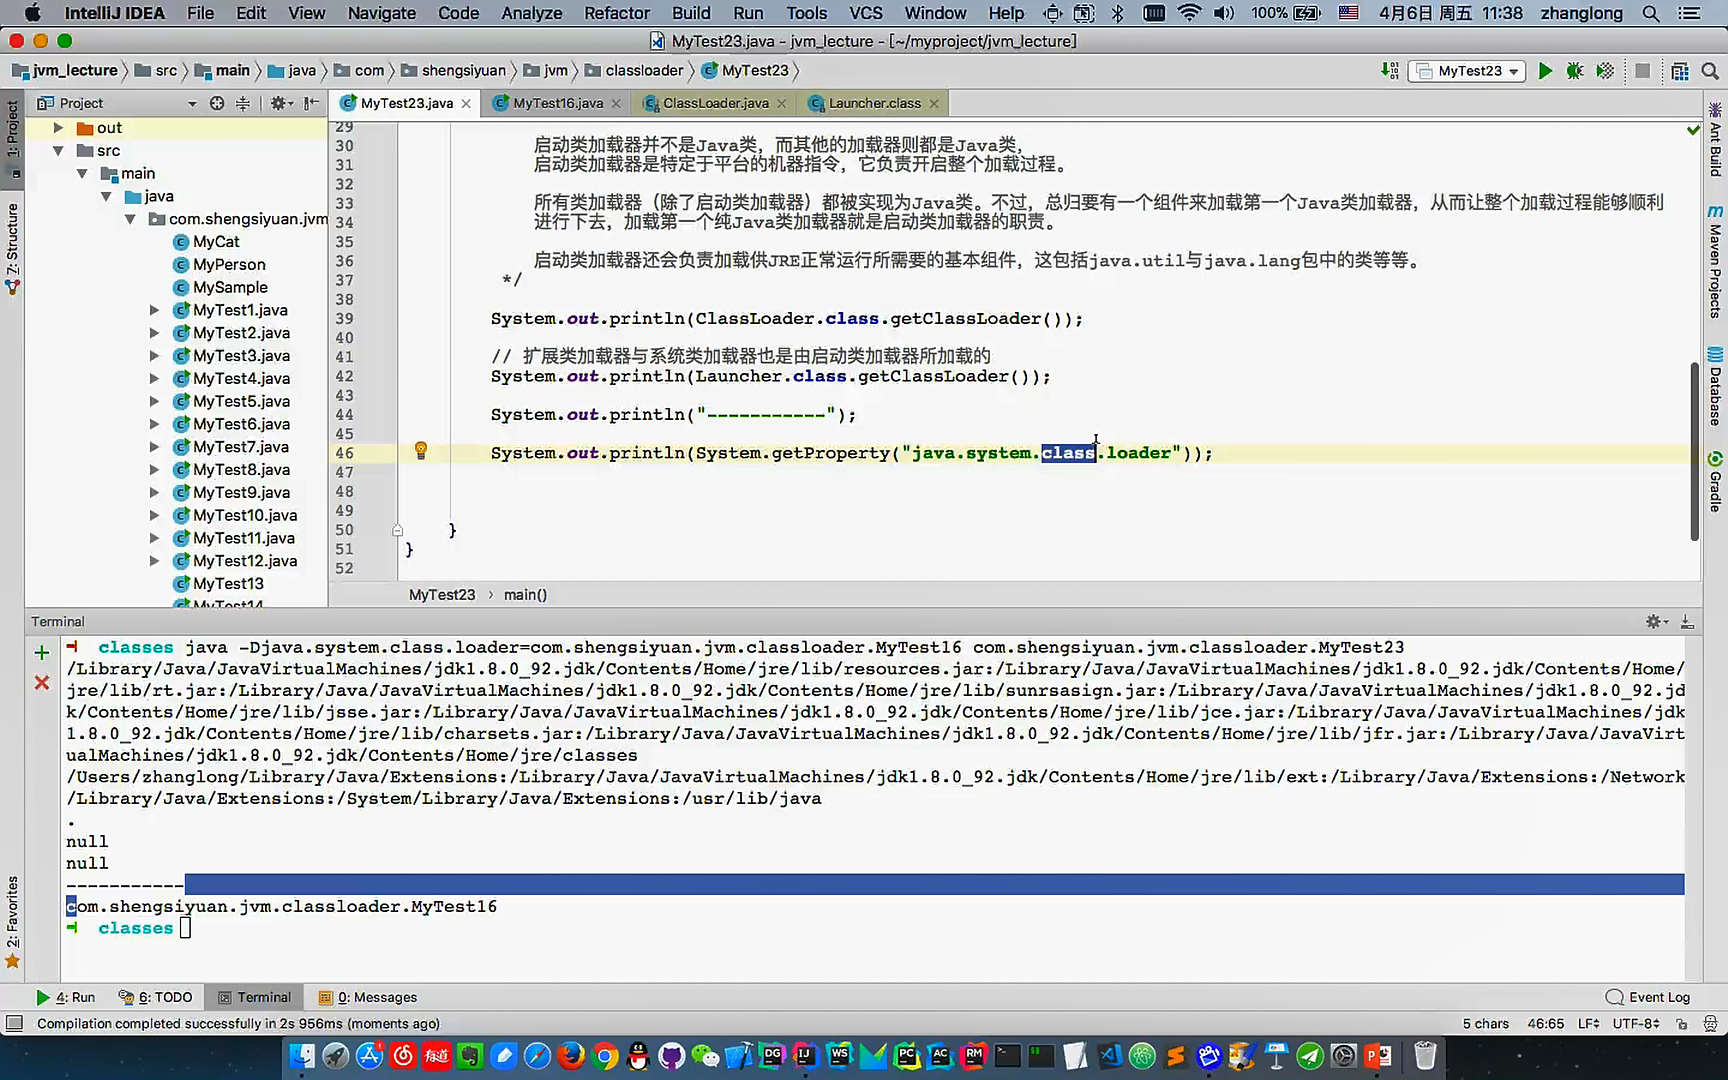 IntelliJ IDEA File Edit View Navigate Code Analyze Refactor Build Run Tools VCS Window Help 100% 4月6日 周五 11:38 zhanglong
MyTest23.java - jvm_lecture - [~/myproject/jvm_lecture]
jvm_lecture src main java com shengsiyuan jvm classloader MyTest23 MyTest23
Project MyTest23.java MyTest16.java ClassLoader.java Launcher.class
1: Project
7: Structure
2: Favorites
out
src
main
java
com.shengsiyuan.jvm
MyCat
MyPerson
MySample
MyTest1.java
MyTest2.java
MyTest3.java
MyTest4.java
MyTest5.java
MyTest6.java
MyTest7.java
MyTest8.java
MyTest9.java
MyTest10.java
MyTest11.java
MyTest12.java
MyTest13
MyTest14
29
30 启动类加载器并不是Java类，而其他的加载器则都是Java类，
31 启动类加载器是特定于平台的机器指令，它负责开启整个加载过程。
32
33 所有类加载器（除了启动类加载器）都被实现为Java类。不过，总归要有一个组件来加载第一个Java类加载器，从而让整个加载过程能够顺利
34 进行下去，加载第一个纯Java类加载器就是启动类加载器的职责。
35
36 启动类加载器还会负责加载供JRE正常运行所需要的基本组件，这包括java.util与java.lang包中的类等等。
37 */
38
39 System.out.println(ClassLoader.class.getClassLoader());
40
41 // 扩展类加载器与系统类加载器也是由启动类加载器所加载的
42 System.out.println(Launcher.class.getClassLoader());
43
44 System.out.println("-----------");
45
46 System.out.println(System.getProperty("java.system.class.loader"));
47
48
49
50 }
51 }
52
MyTest23 › main()
Ant Build
Maven Projects
Database
Gradle
Terminal
classes java -Djava.system.class.loader=com.shengsiyuan.jvm.classloader.MyTest16 com.shengsiyuan.jvm.classloader.MyTest23
/Library/Java/JavaVirtualMachines/jdk1.8.0_92.jdk/Contents/Home/jre/lib/resources.jar:/Library/Java/JavaVirtualMachines/jdk1.8.0_92.jdk/Contents/Home/
jre/lib/rt.jar:/Library/Java/JavaVirtualMachines/jdk1.8.0_92.jdk/Contents/Home/jre/lib/sunrsasign.jar:/Library/Java/JavaVirtualMachines/jdk1.8.0_92.jd
k/Contents/Home/jre/lib/jsse.jar:/Library/Java/JavaVirtualMachines/jdk1.8.0_92.jdk/Contents/Home/jre/lib/jce.jar:/Library/Java/JavaVirtualMachines/jdk
1.8.0_92.jdk/Contents/Home/jre/lib/charsets.jar:/Library/Java/JavaVirtualMachines/jdk1.8.0_92.jdk/Contents/Home/jre/lib/jfr.jar:/Library/Java/JavaVirt
ualMachines/jdk1.8.0_92.jdk/Contents/Home/jre/classes
/Users/zhanglong/Library/Java/Extensions:/Library/Java/JavaVirtualMachines/jdk1.8.0_92.jdk/Contents/Home/jre/lib/ext:/Library/Java/Extensions:/Network
/Library/Java/Extensions:/System/Library/Java/Extensions:/usr/lib/java
.
null
null
-----------
com.shengsiyuan.jvm.classloader.MyTest16
classes
4: Run 6: TODO Terminal 0: Messages Event Log
Compilation completed successfully in 2s 956ms (moments ago) 5 chars 46:65 LF UTF-8
有道 DG IJ WS PC AC RM